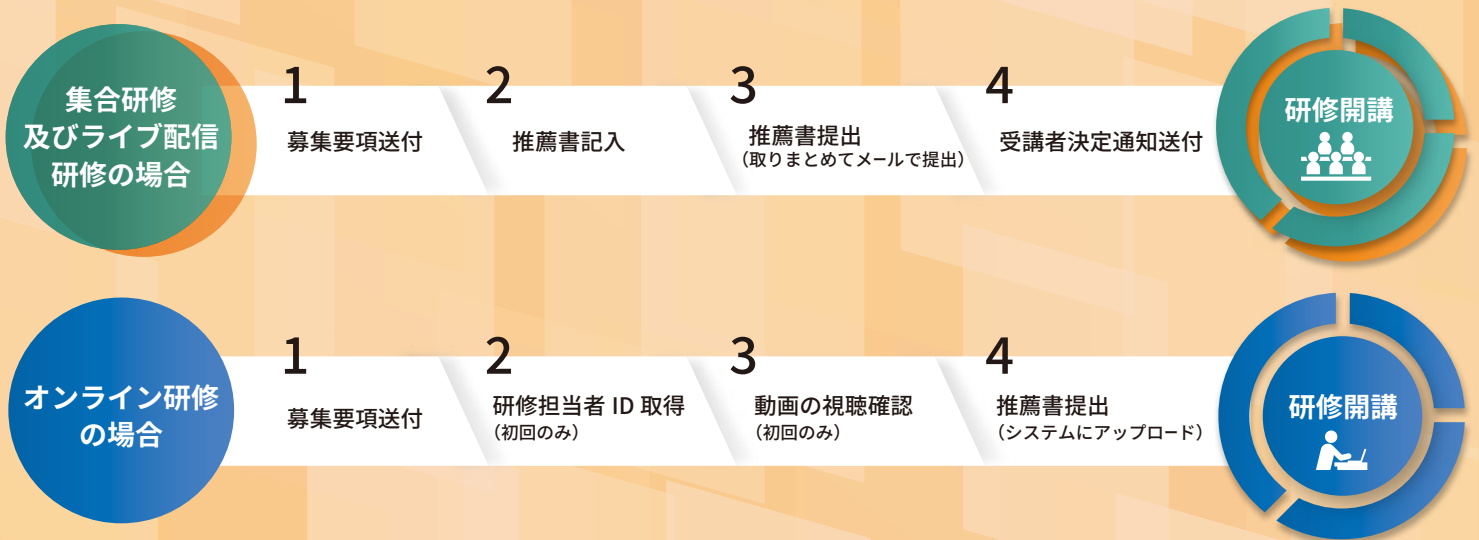 集合研修
及びライブ配信
研修の場合
1
募集要項送付
2
推薦書記入
3
推薦書提出
（取りまとめてメールで提出）
4
受講者決定通知送付
研修開講
オンライン研修
の場合
1
募集要項送付
2
研修担当者 ID 取得
（初回のみ）
3
動画の視聴確認
（初回のみ）
4
推薦書提出
（システムにアップロード）
研修開講